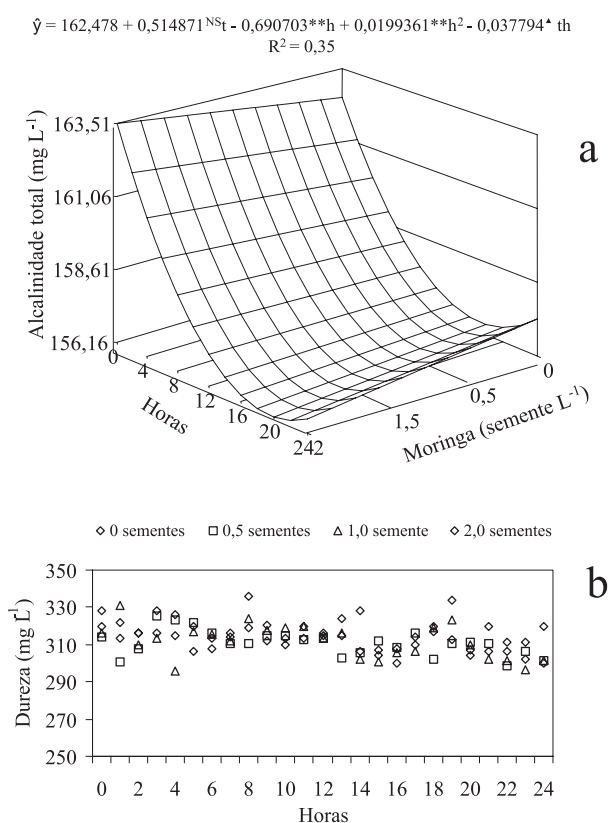 ŷ = 162,478 + 0,514871ᴺˢt - 0,690703**h + 0,0199361**h² - 0,037794▲ th
R² = 0,35
a
Alcalinidade total (mg L⁻¹)
163,51
161,06
158,61
156,16
0 4 8 12 16 20 24
Horas
2 1,5 0,5 0
Moringa (semente L⁻¹)
◇ 0 sementes □ 0,5 sementes △ 1,0 semente ◇ 2,0 sementes
b
Dureza (mg L⁻¹)
350
330
310
290
270
250
0 2 4 6 8 10 12 14 16 18 20 22 24
Horas